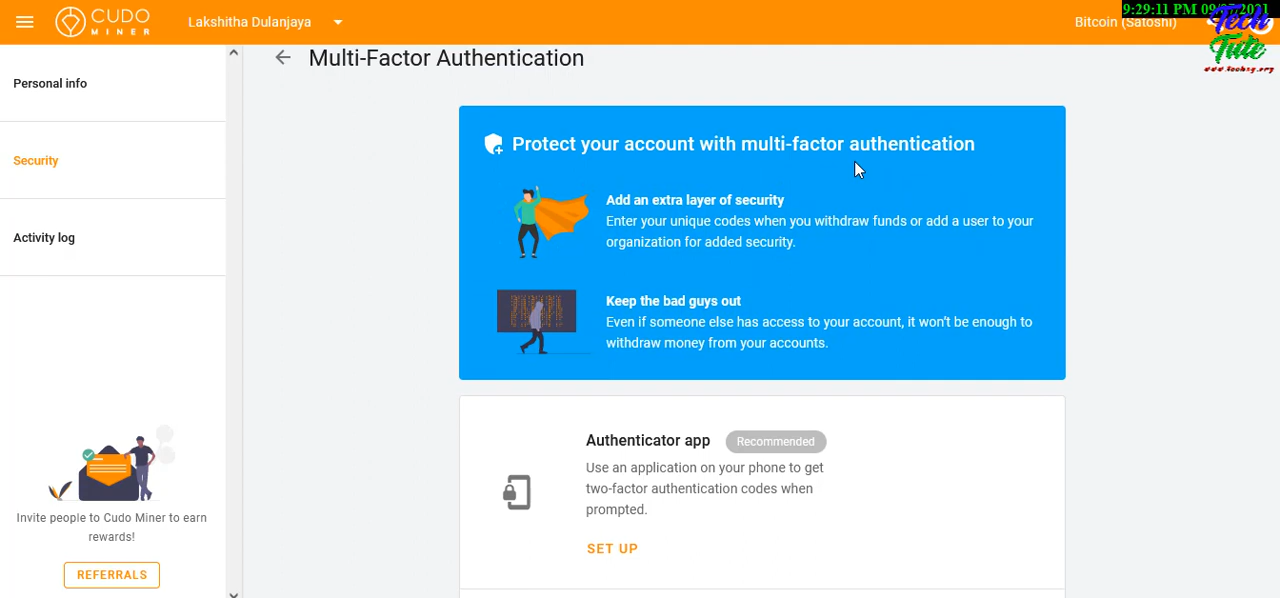 9:29:11 PM 09/
2021
CUDO
MINER
Lakshitha Dulanjaya
Bitcoin (Satoshi)
Tech
Tute
Multi-Factor Authentication
Personal info
Security
Activity log
Protect your account with multi-factor authentication
Add an extra layer of security
Enter your unique codes when you withdraw funds or add a user to your
organization for added security.
Keep the bad guys out
Even if someone else has access to your account, it won't be enough to
withdraw money from your accounts.
Authenticator app Recommended
Use an application on your phone to get
two-factor authentication codes when
prompted.
SET UP
Invite people to Cudo Miner to earn
rewards!
REFERRALS